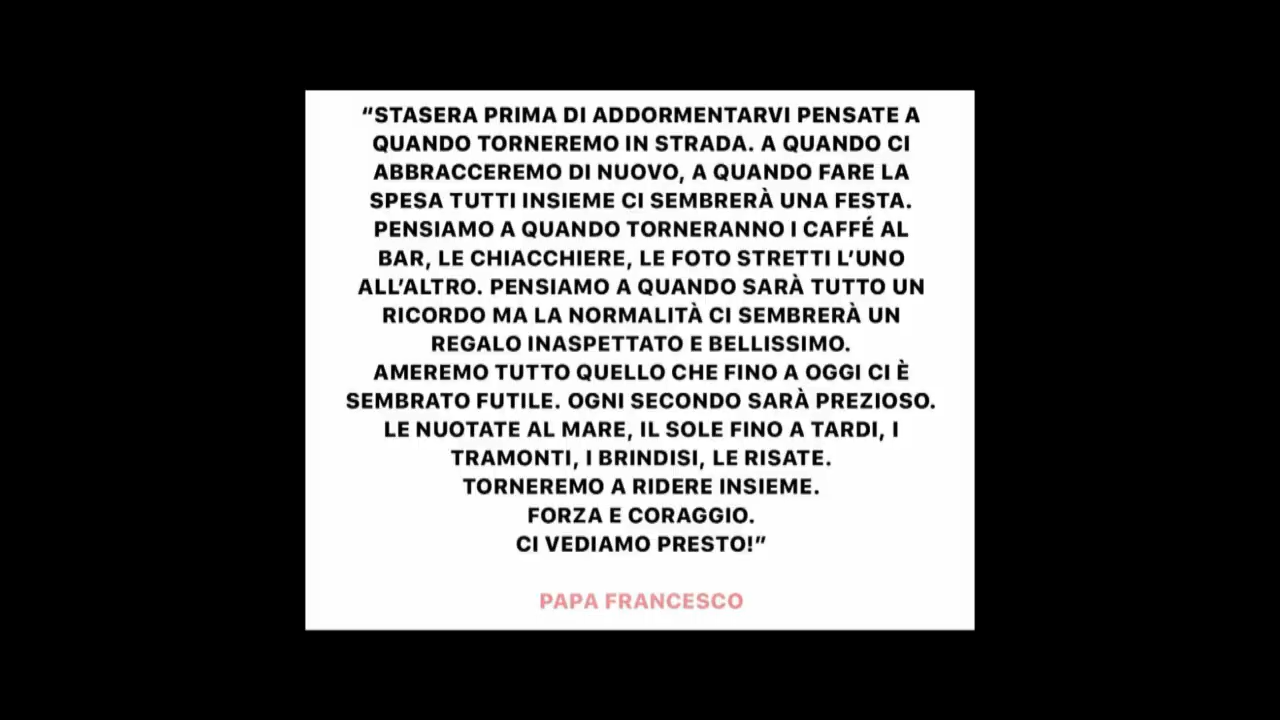 “STASERA PRIMA DI ADDORMENTARVI PENSATE A
QUANDO TORNEREMO IN STRADA. A QUANDO CI
ABBRACCEREMO DI NUOVO, A QUANDO FARE LA
SPESA TUTTI INSIEME CI SEMBRERÀ UNA FESTA.
PENSIAMO A QUANDO TORNERANNO I CAFFÉ AL
BAR, LE CHIACCHIERE, LE FOTO STRETTI L’UNO
ALL’ALTRO. PENSIAMO A QUANDO SARÀ TUTTO UN
RICORDO MA LA NORMALITÀ CI SEMBRERÀ UN
REGALO INASPETTATO E BELLISSIMO.
AMEREMO TUTTO QUELLO CHE FINO A OGGI CI È
SEMBRATO FUTILE. OGNI SECONDO SARÀ PREZIOSO.
LE NUOTATE AL MARE, IL SOLE FINO A TARDI, I
TRAMONTI, I BRINDISI, LE RISATE.
TORNEREMO A RIDERE INSIEME.
FORZA E CORAGGIO.
CI VEDIAMO PRESTO!”
PAPA FRANCESCO